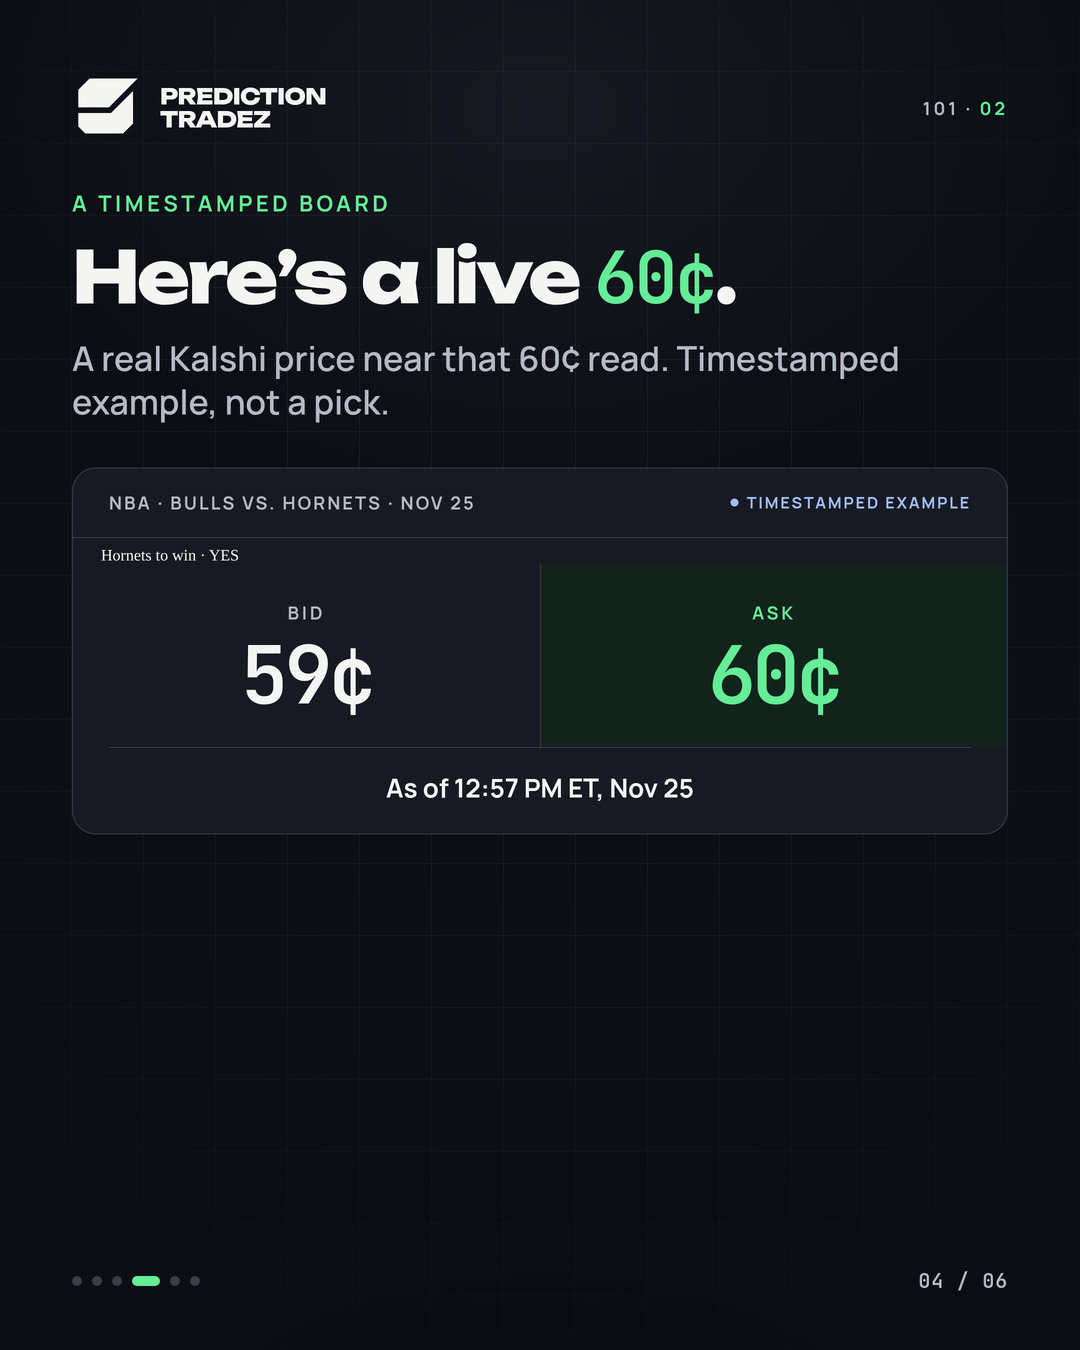 PREDICTION
TRADEZ
101 · 02
A TIMESTAMPED BOARD
Here’s a live 60¢.
A real Kalshi price near that 60¢ read. Timestamped
example, not a pick.
NBA · BULLS VS. HORNETS · NOV 25
TIMESTAMPED EXAMPLE
Hornets to win · YES
BID
59¢
ASK
60¢
As of 12:57 PM ET, Nov 25
04 / 06